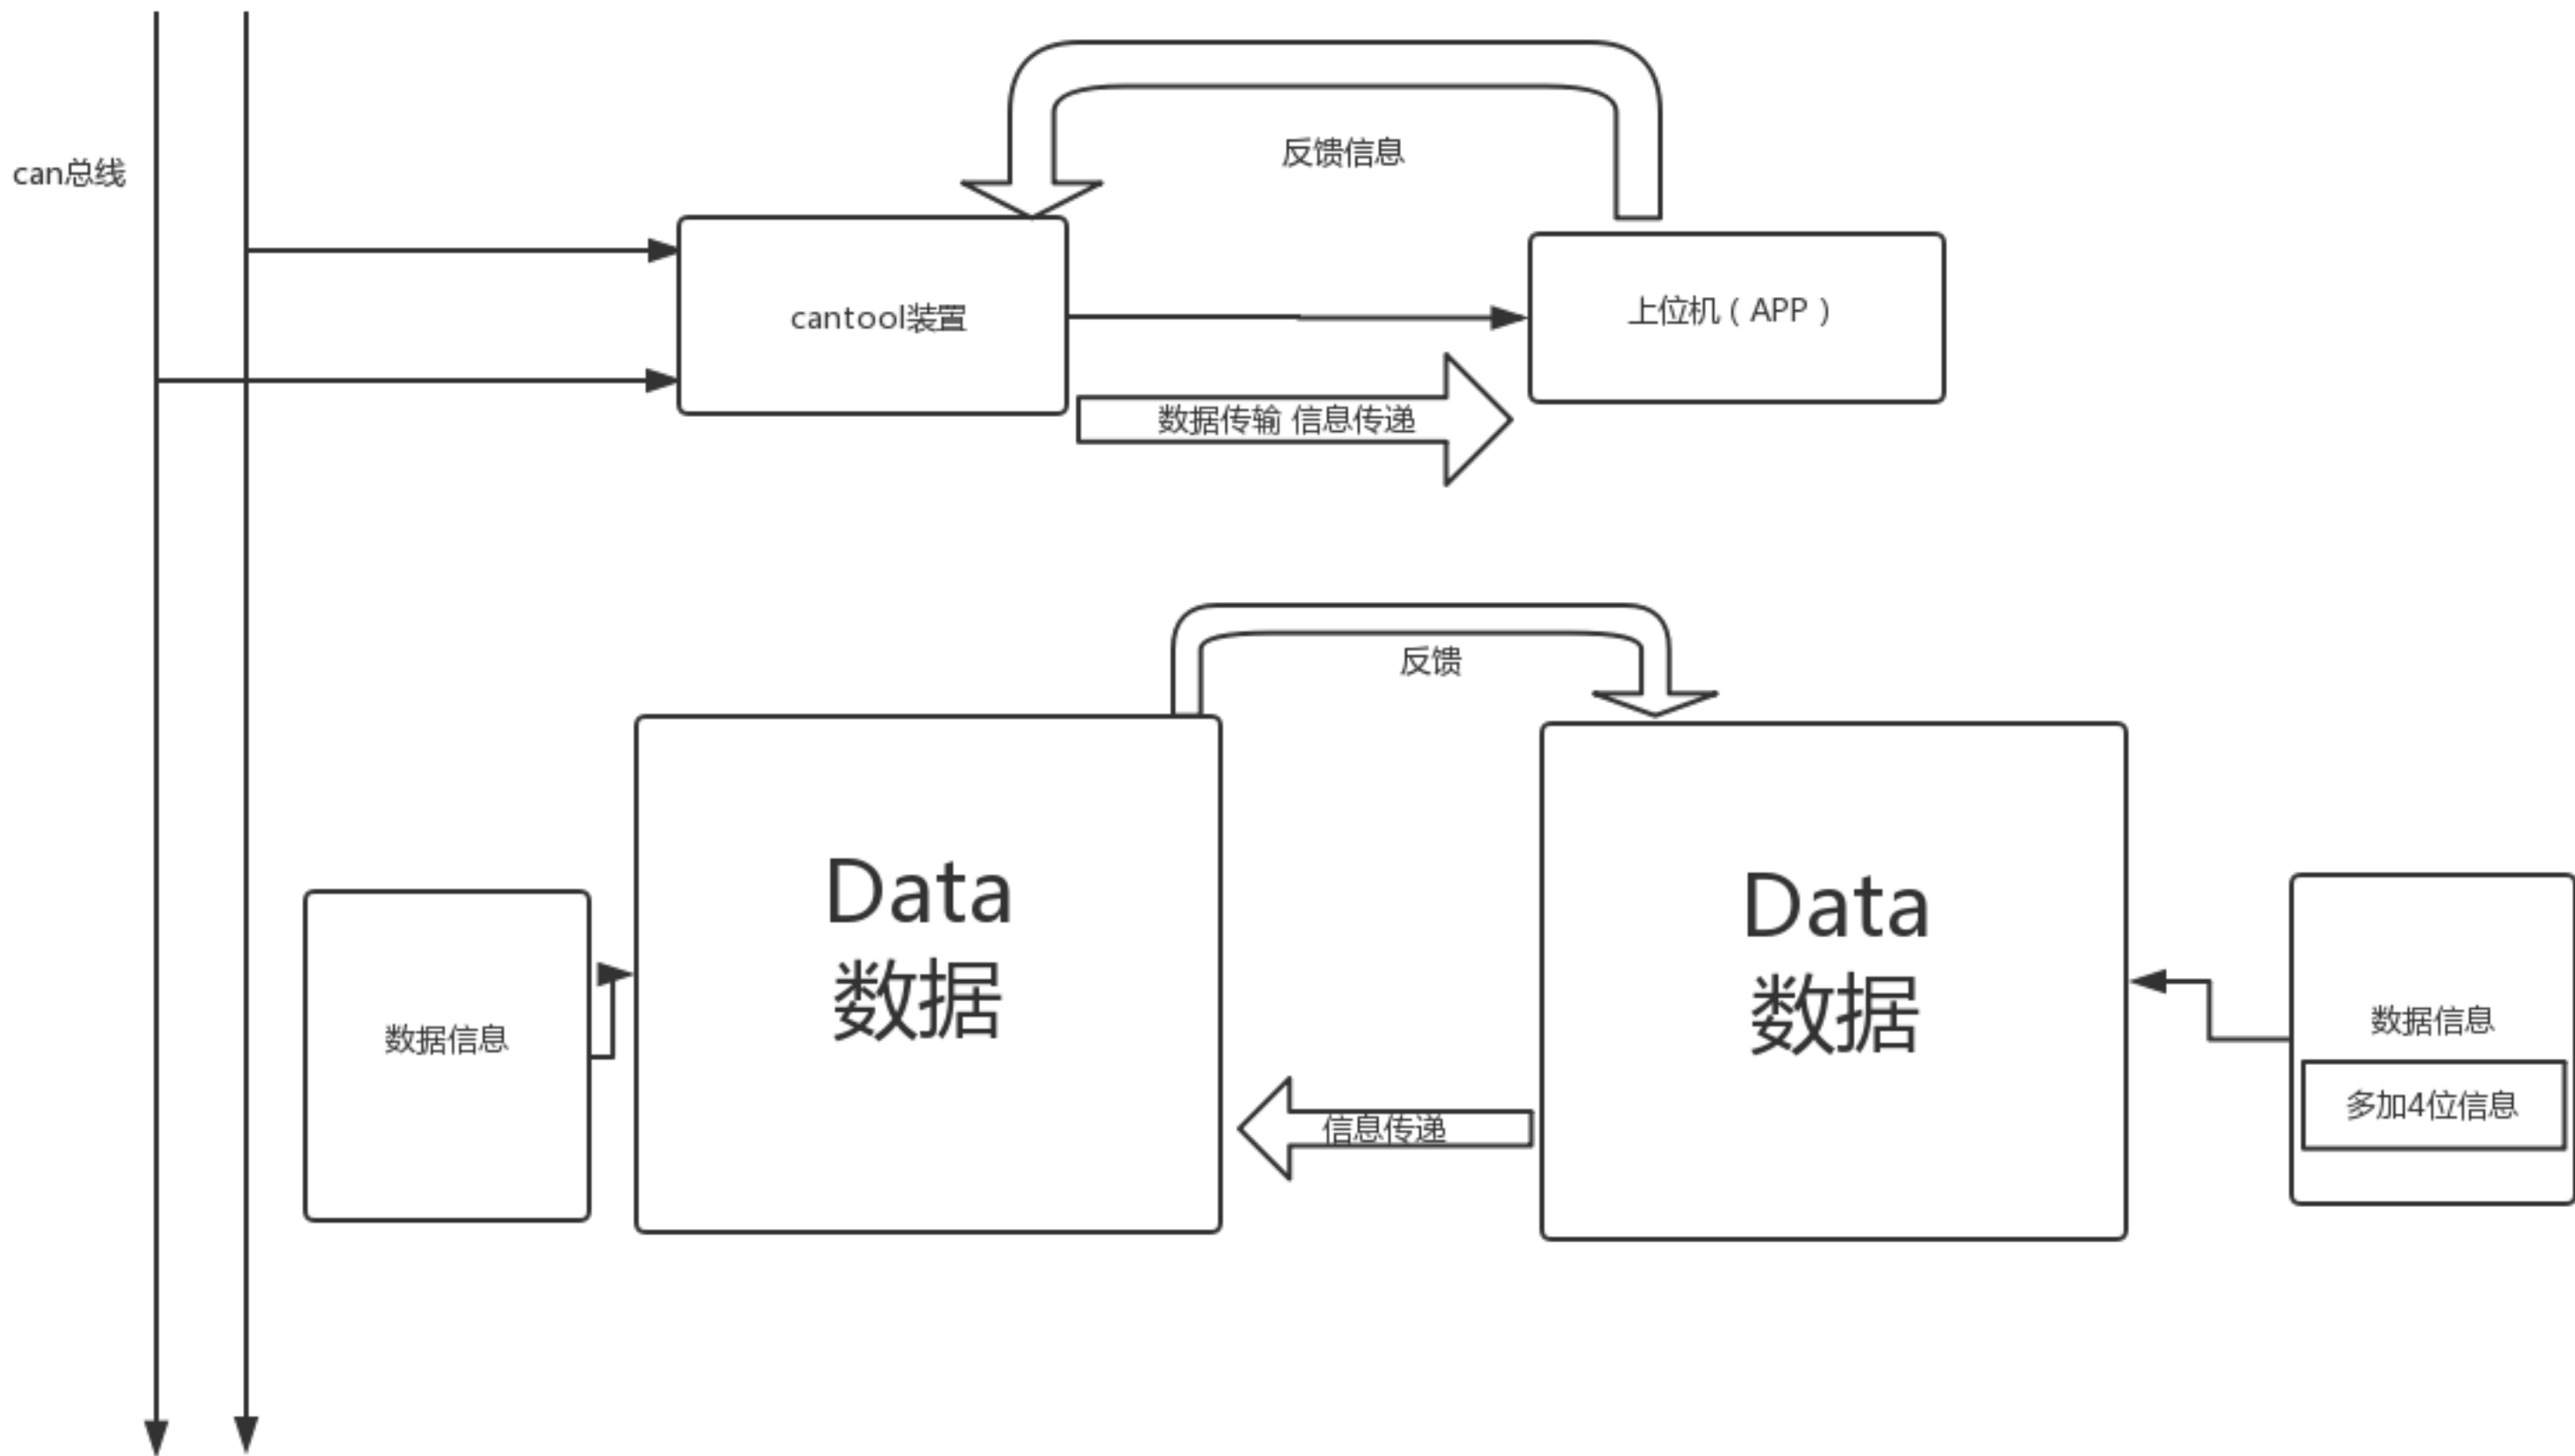 can总线
反馈信息
cantool装置
上位机（APP）
数据传输 信息传递
反馈
Data
数据
Data
数据
数据信息
数据信息
多加4位信息
信息传递